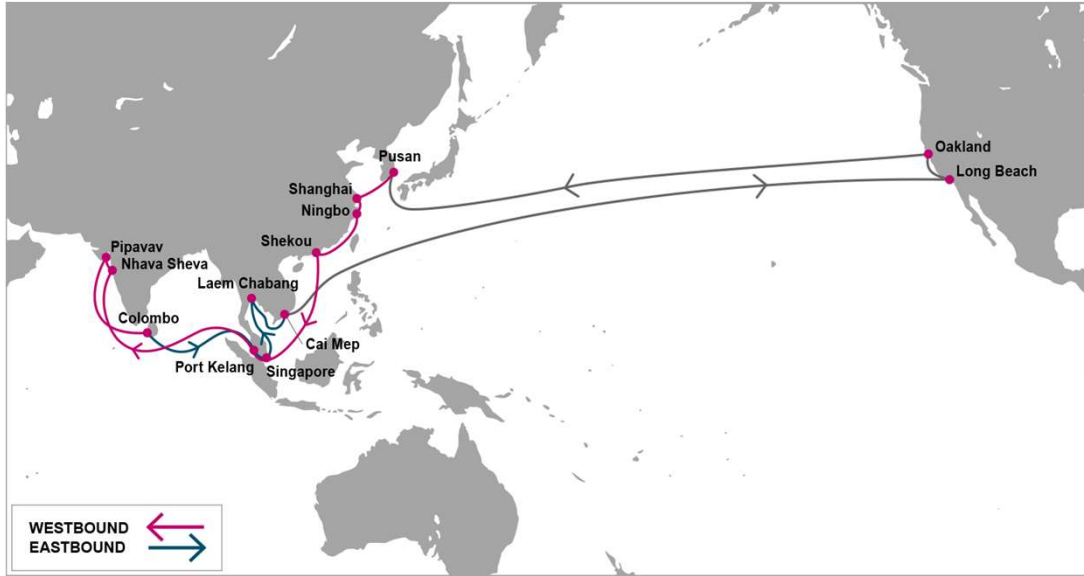 Oakland
Pusan
Long Beach
Shanghai
Ningbo
Shekou
Pipavav
Nhava Sheva
Laem Chabang
Colombo
Cai Mep
Port Kelang
Singapore
WESTBOUND
EASTBOUND